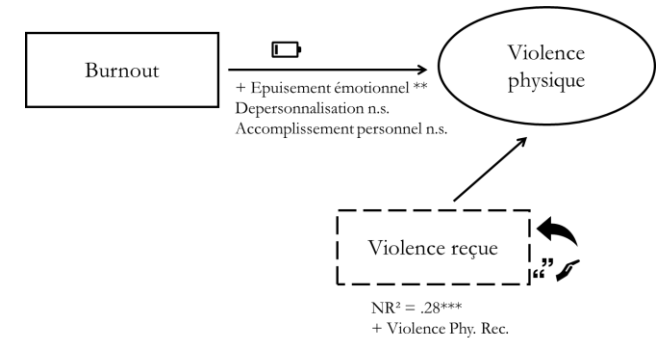 Burnout
+ Epuisement émotionnel **
Depersonnalisation n.s.
Accomplissement personnel n.s.
Violence
physique
Violence reçue
“”
NR² = .28***
+ Violence Phy. Rec.